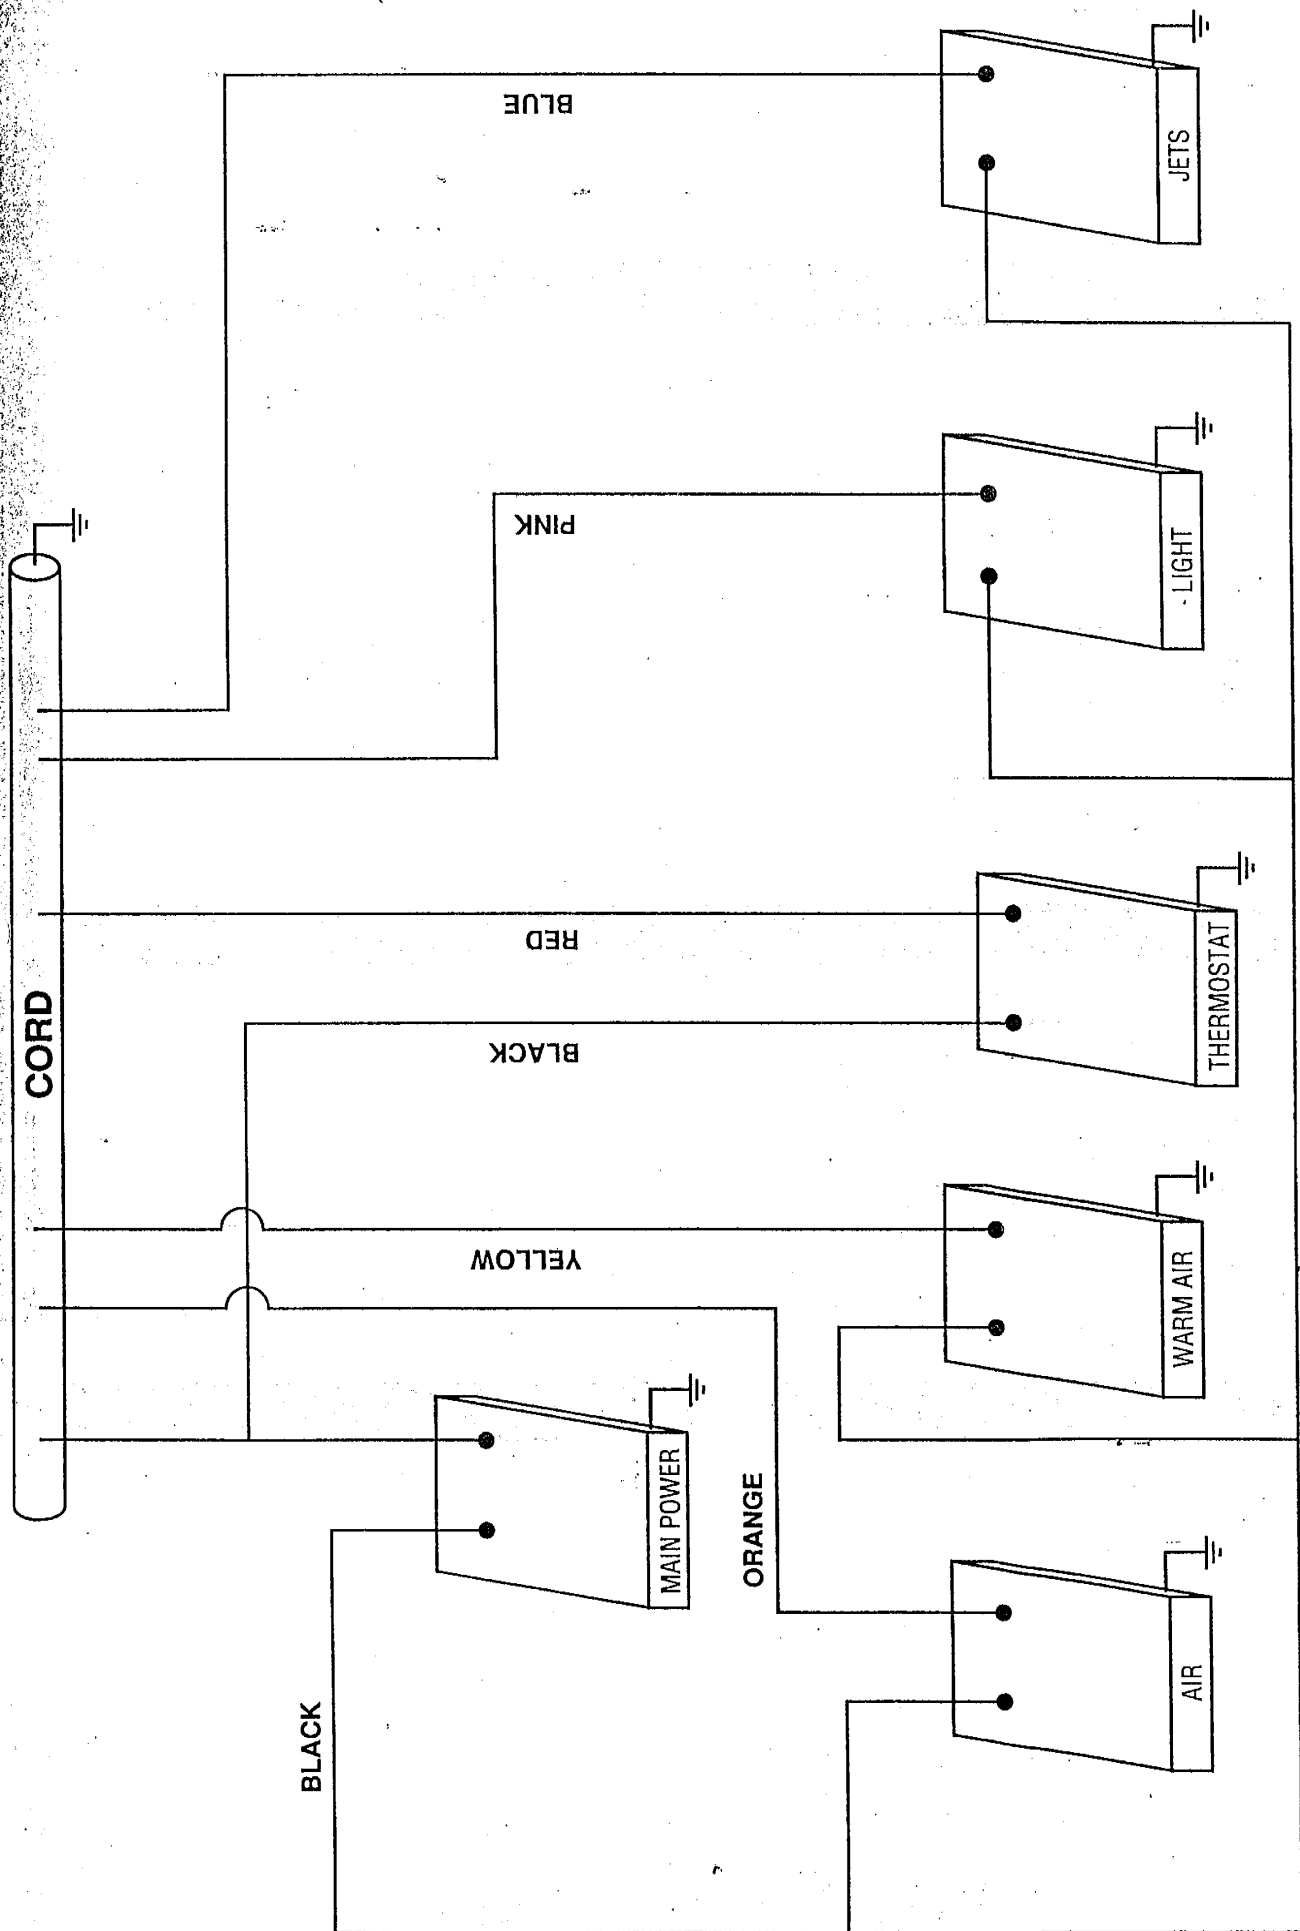 CORD
BLUE
PINK
RED
BLACK
YELLOW
ORANGE
BLACK
MAIN POWER
AIR
WARM AIR
THERMOSTAT
- LIGHT
JETS